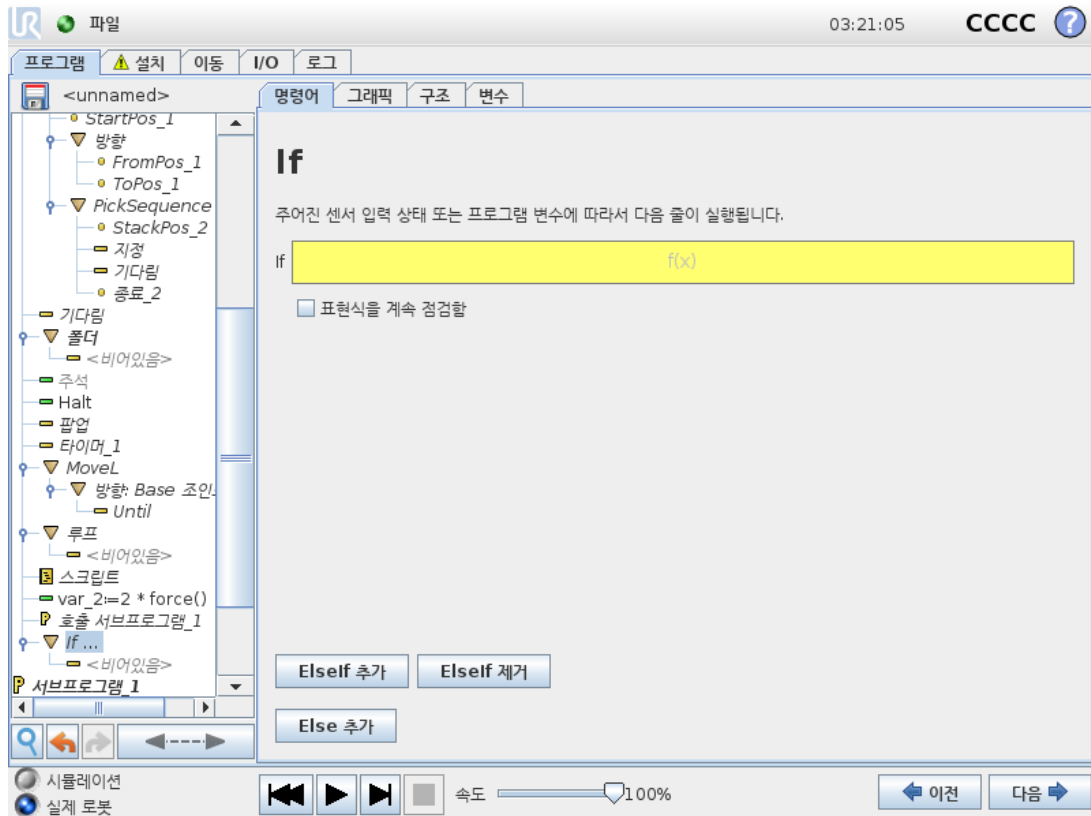 UR 파일 03:21:05 CCCC ?
프로그램 설치 이동 I/O 로그
<unnamed>
명령어 그래픽 구조 변수
StartPos_1
방향
FromPos_1
ToPos_1
PickSequence
StackPos_2
지정
기다림
종료_2
기다림
폴더
<비어있음>
주석
Halt
팝업
타이머_1
MoveL
방향: Base 조인
Until
루프
<비어있음>
스크립트
var_2:=2 * force()
호출 서브프로그램_1
If ...
<비어있음>
서브프로그램_1
If
주어진 센서 입력 상태 또는 프로그램 변수에 따라서 다음 줄이 실행됩니다.
If f(x)
표현식을 계속 점검함
ElseIf 추가 ElseIf 제거
Else 추가
시뮬레이션
실제 로봇
속도 100%
이전 다음